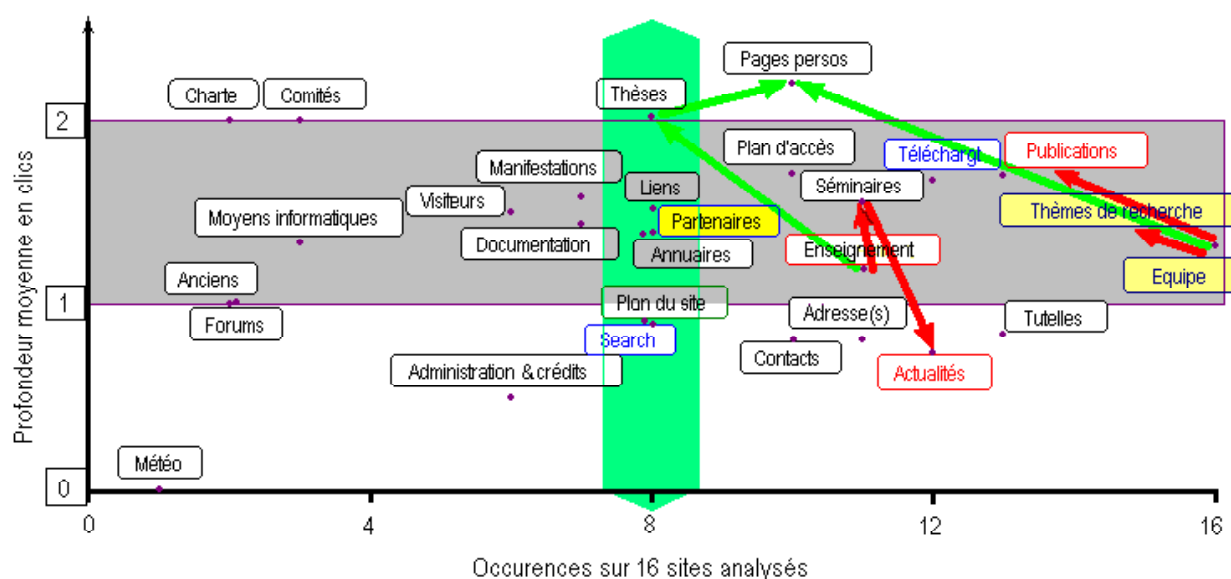 Profondeur moyenne en clics
Pages persos
Charte
Comités
Thèses
2
Plan d'accès
Téléchargt
Publications
Manifestations
Liens
Séminaires
Visiteurs
Moyens informatiques
Partenaires
Thèmes de recherche
Documentation
Annuaires
Enseignement
Anciens
Equipe
1
Plan du site
Forums
Adresse(s)
Tutelles
Search
Contacts
Administration & crédits
Actualités
Météo
0
0
4
8
12
16
Occurences sur 16 sites analysés